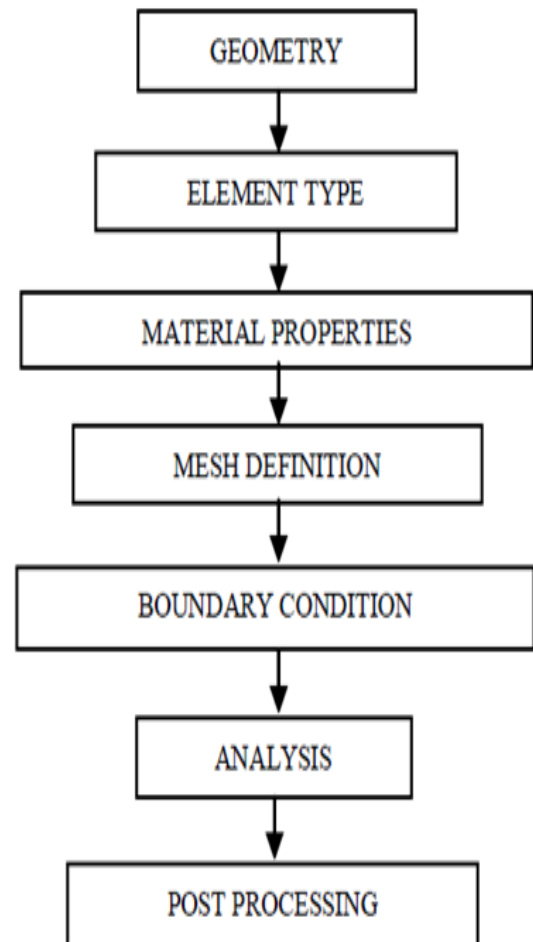 GEOMETRY
ELEMENT TYPE
MATERIAL PROPERTIES
MESH DEFINITION
BOUNDARY CONDITION
ANALYSIS
POST PROCESSING